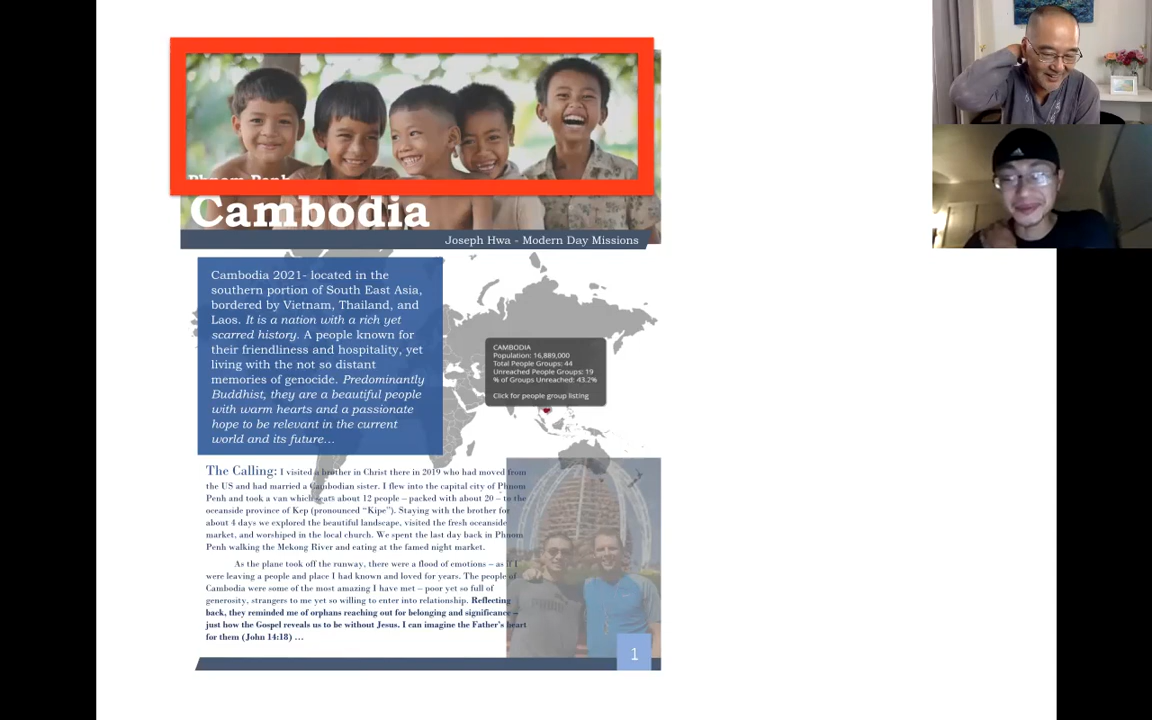 Phnom Penh
Cambodia
Joseph Hwa - Modern Day Missions
Cambodia 2021- located in the
southern portion of South East Asia,
bordered by Vietnam, Thailand, and
Laos. It is a nation with a rich yet
scarred history. A people known for
their friendliness and hospitality, yet
living with the not so distant
memories of genocide. Predominantly
Buddhist, they are a beautiful people
with warm hearts and a passionate
hope to be relevant in the current
world and its future...
CAMBODIA
Population: 16,889,000
Total People Groups: 44
Unreached People Groups: 19
% of Groups Unreached: 43.2%
Click for people group listing
The Calling: I visited a brother in Christ there in 2019 who had moved from
the US and had married a Cambodian sister. I flew into the capital city of Phnom
Penh and took a van which seats about 12 people – packed with about 20 – to the
oceanside province of Kep (pronounced “Kipe”). Staying with the brother for
about 4 days we explored the beautiful landscape, visited the fresh oceanside
market, and worshiped in the local church. We spent the last day back in Phnom
Penh walking the Mekong River and eating at the famed night market.
As the plane took off the runway, there were a flood of emotions – as if I
were leaving a people and place I had known and loved for years. The people of
Cambodia were some of the most amazing I have met – poor yet so full of
generosity, strangers to me yet so willing to enter into relationship. Reflecting
back, they reminded me of orphans reaching out for belonging and significance –
just how the Gospel reveals us to be without Jesus. I can imagine the Father's heart
for them (John 14:18) ...
1